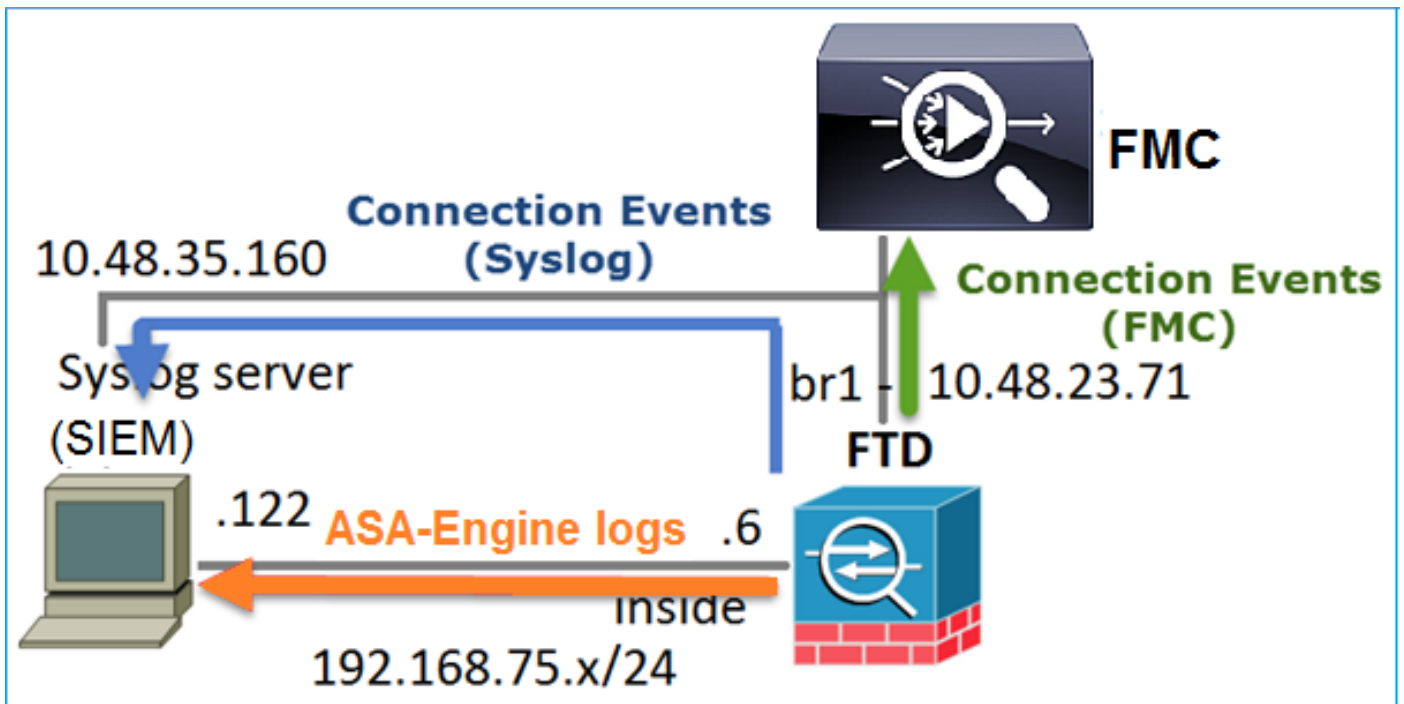 FMC
Connection Events
(Syslog)
10.48.35.160
Connection Events
(FMC)
Syslog server
(SIEM)
br1 - 10.48.23.71
FTD
.122
ASA-Engine logs
.6
Inside
192.168.75.x/24